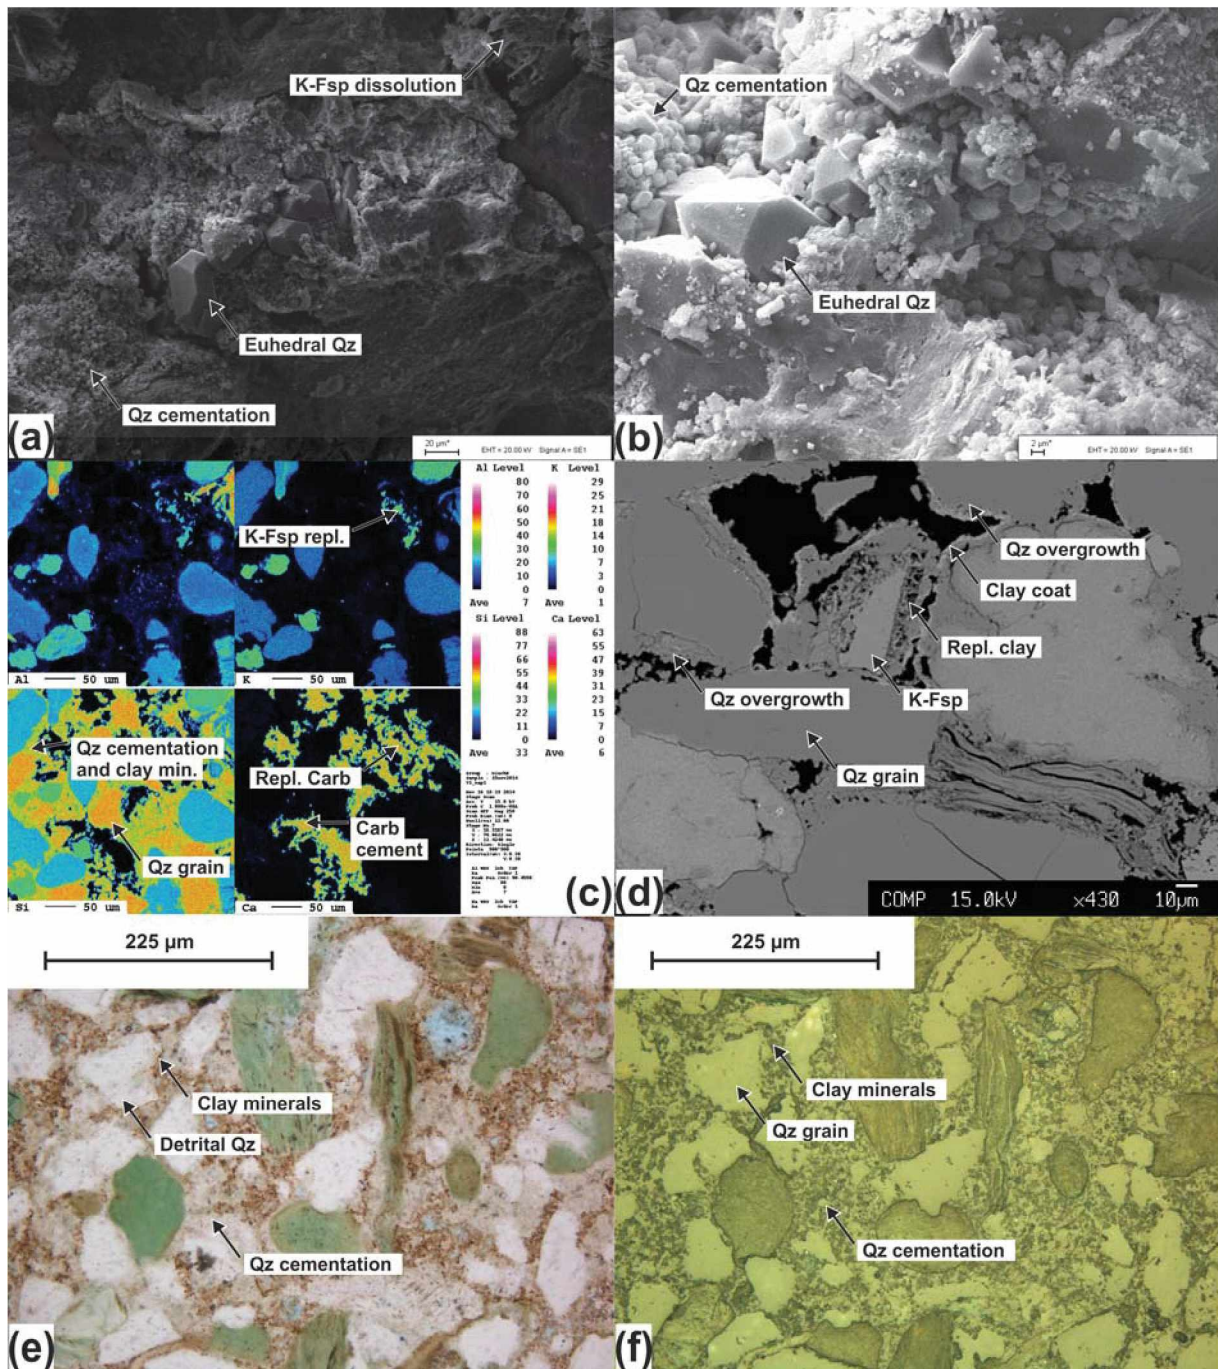 K-Fsp dissolution
Euhedral Qz
Qz cementation
(a)
20 µm*
EHT = 20.00 kV Signal A = SE1
Qz cementation
Euhedral Qz
(b)
2 µm*
EHT = 20.00 kV Signal A = SE1
K-Fsp repl.
Al 50 um
K 50 um
Qz cementation
and clay min.
Qz grain
Si 50 um
Repl. Carb
Carb
cement
Ca 50 um
Al Level K Level
80 29
70 25
60 21
50 18
40 14
30 10
20 7
10 3
0 0
Ave 7 Ave 1
Si Level Ca Level
88 63
77 55
66 47
55 39
44 31
33 23
22 15
11 7
0 0
Ave 33 Ave 6
(c)
Qz overgrowth
Clay coat
Repl. clay
Qz overgrowth
K-Fsp
Qz grain
(d)
COMP 15.0kV x430 10µm
225 µm
Clay minerals
Detrital Qz
Qz cementation
(e)
225 µm
Clay minerals
Qz grain
Qz cementation
(f)